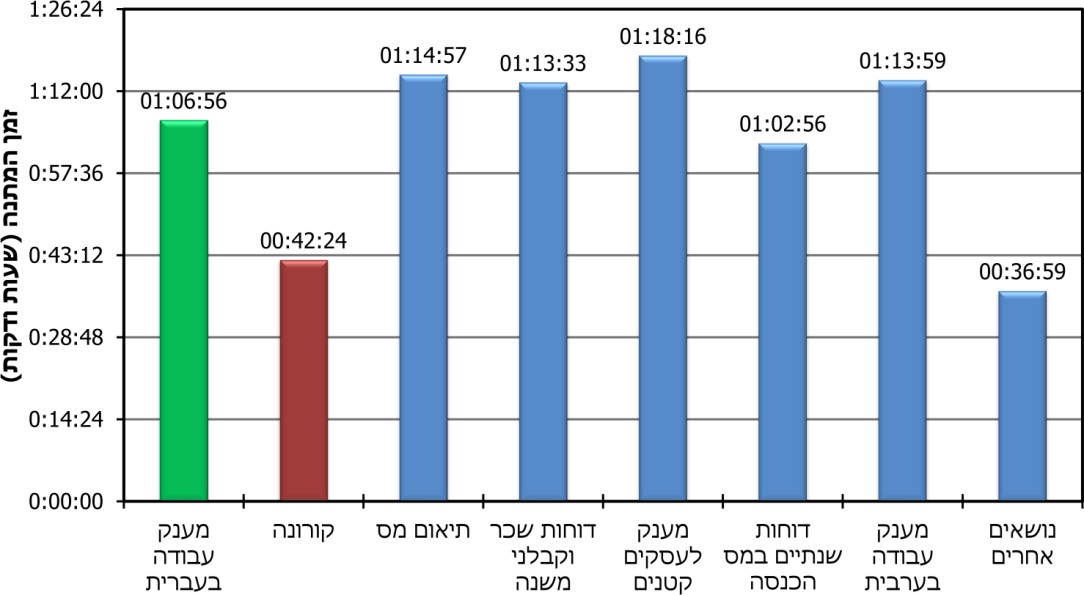 1:26:24
1:12:00
0:57:36
0:43:12
0:28:48
0:14:24
0:00:00
זמן המתנה (שעות ודקות)
01:06:56
00:42:24
01:14:57
01:13:33
01:18:16
01:02:56
01:13:59
00:36:59
מענק
עבודה
בעברית
קורונה
תיאום מס
דוחות שכר
וקבלני
משנה
מענק
לעסקים
קטנים
דוחות
שנתיים במס
הכנסה
מענק
עבודה
בערבית
נושאים
אחרים